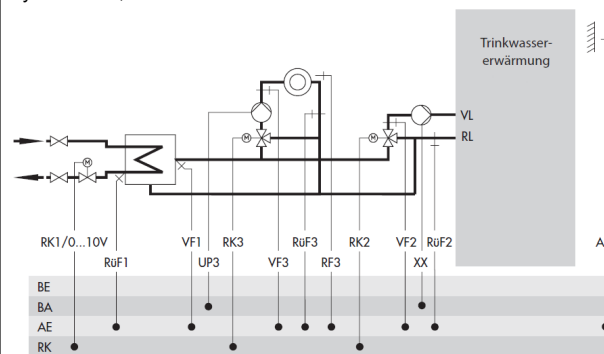 Trinkwasser-
erwärmung
VL
RL
M
M
M
RK1/0...10V
VF1
RK3
RüF3
RK2
VF2
RüF2
RüF1
UP3
VF3
RF3
XX
A
BE
BA
AE
RK